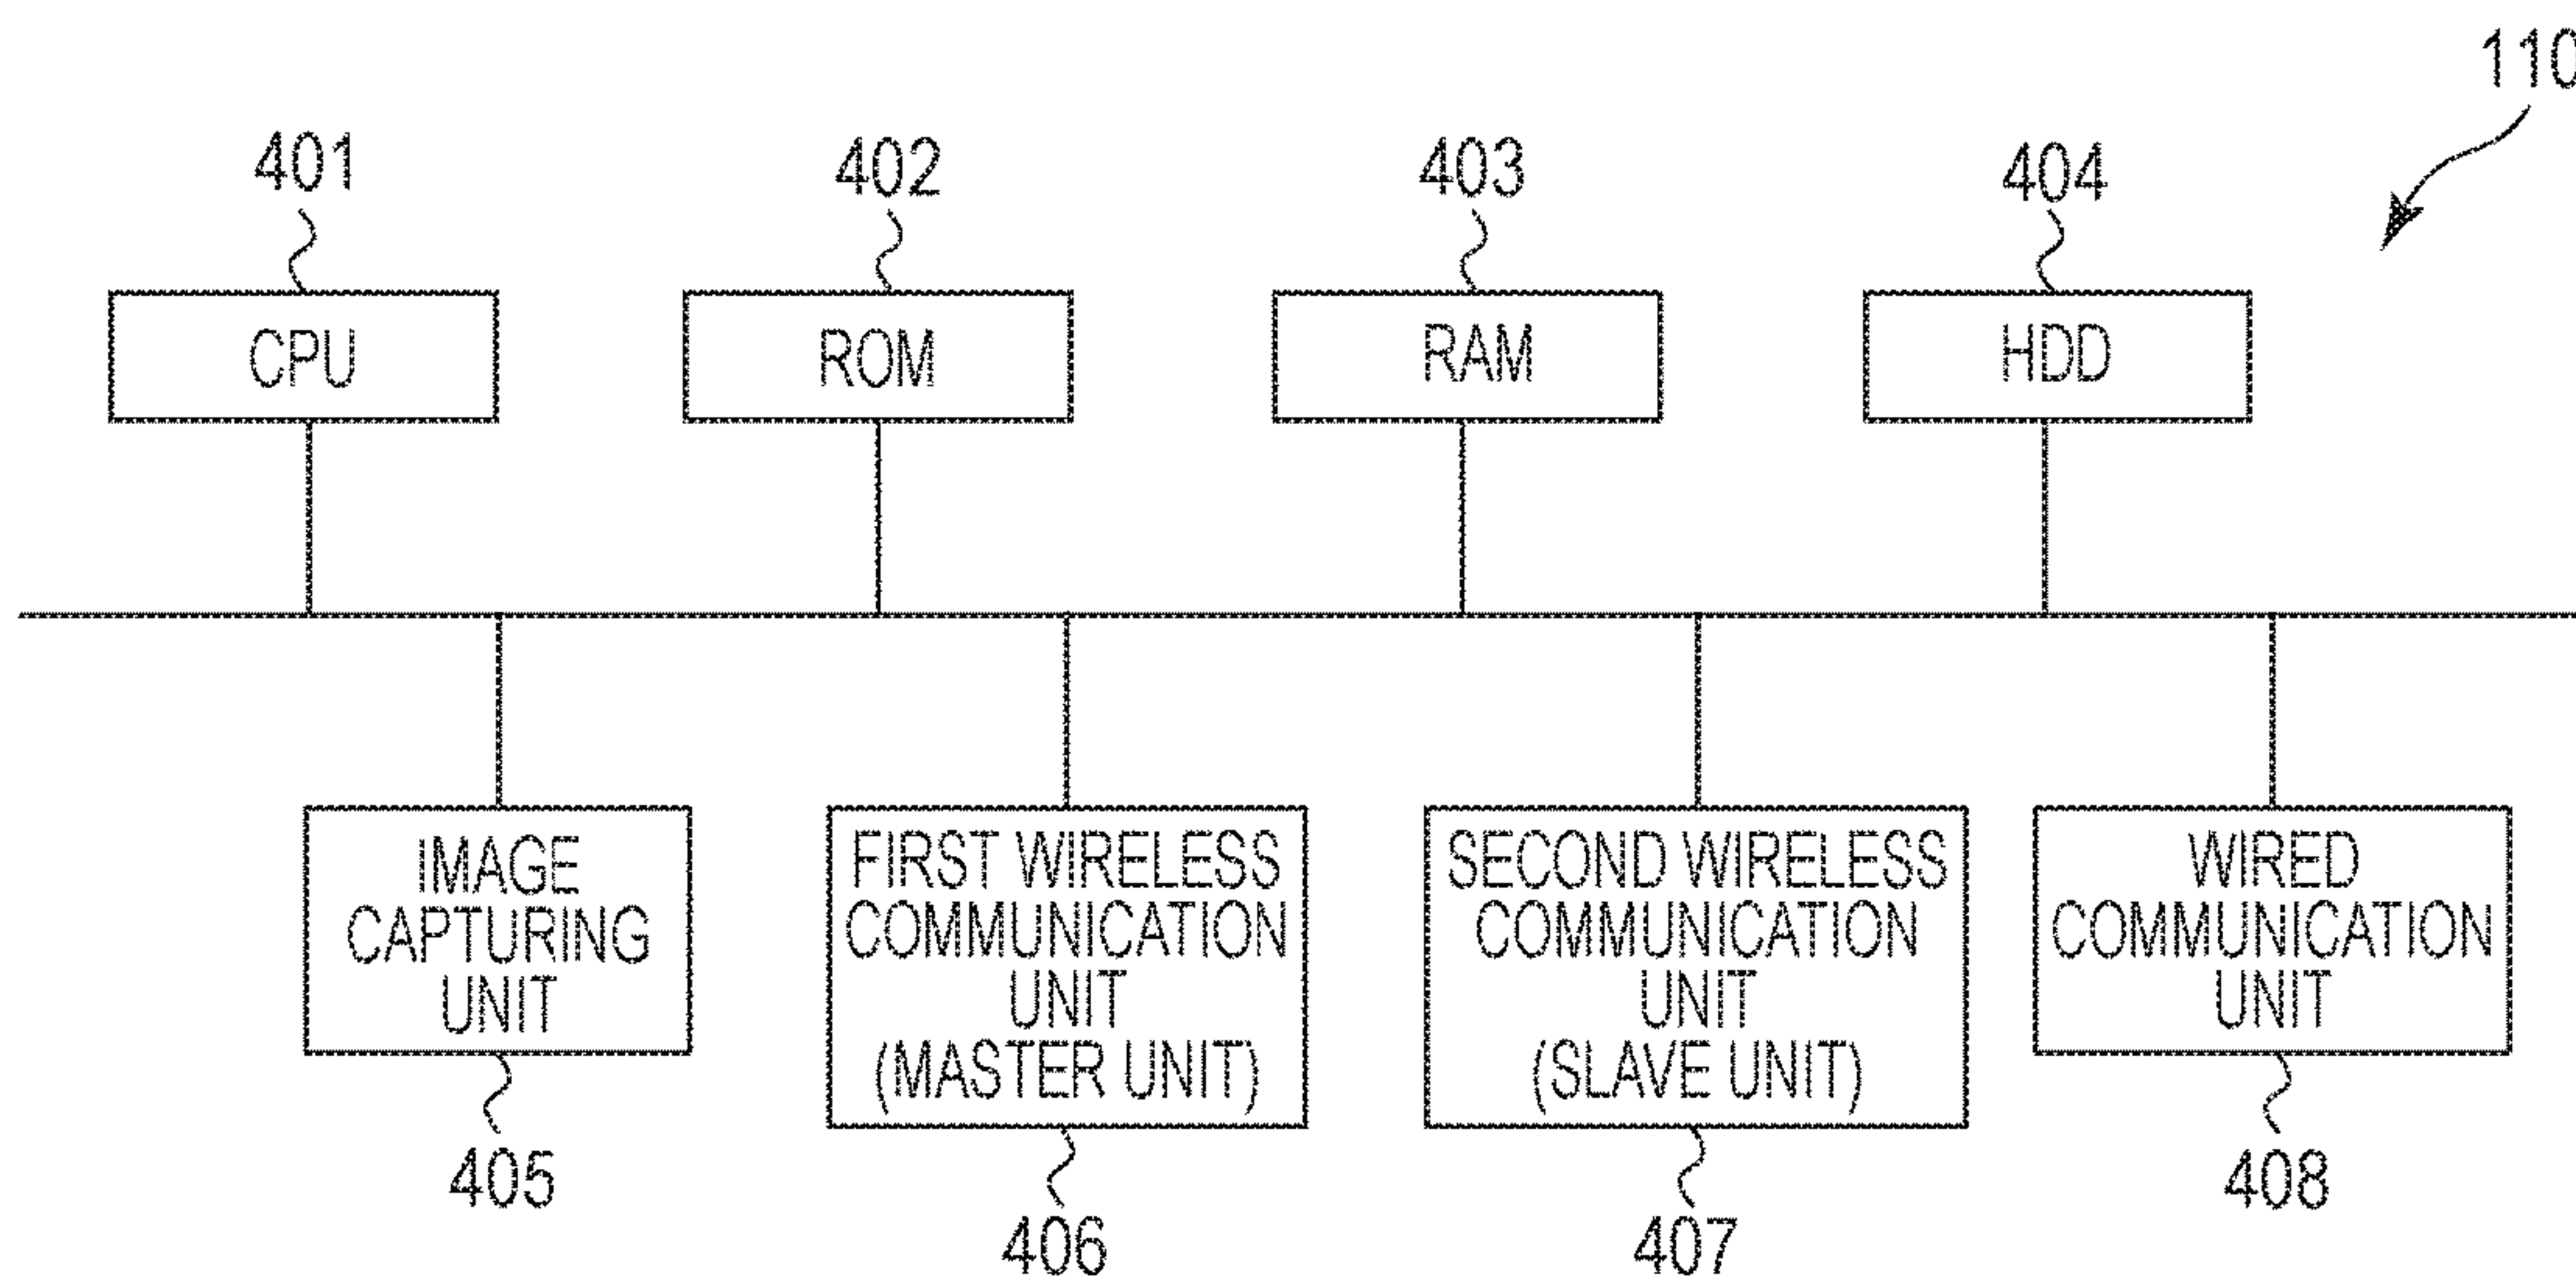 110
401
402
403
404
CPU
ROM
RAM
HDD
IMAGE
CAPTURING
UNIT
FIRST WIRELESS
COMMUNICATION
UNIT
(MASTER UNIT)
SECOND WIRELESS
COMMUNICATION
UNIT
(SLAVE UNIT)
WIRED
COMMUNICATION
UNIT
405
406
407
408